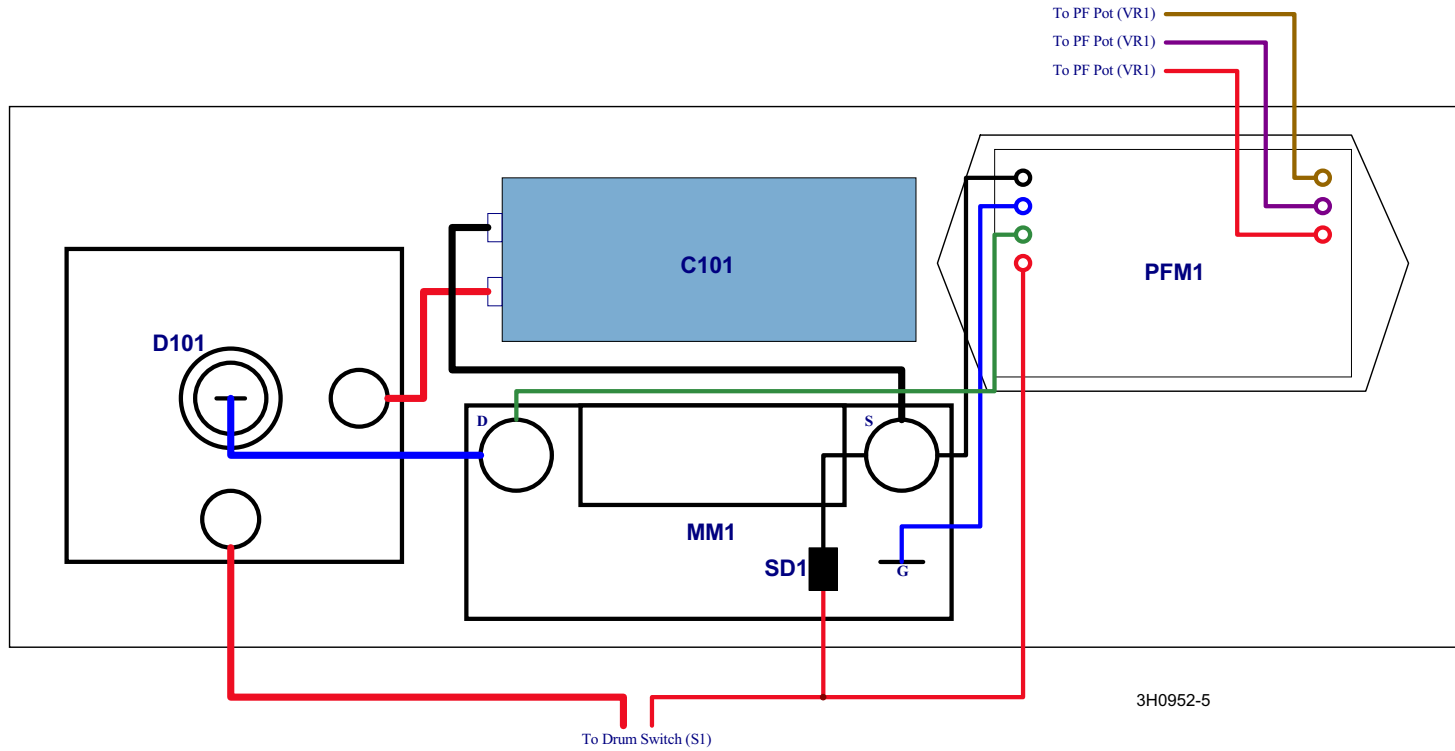 To PF Pot (VR1)
To PF Pot (VR1)
To PF Pot (VR1)
C101
PFM1
D101
D
S
MM1
SD1
G
3H0952-5
To Drum Switch (S1)